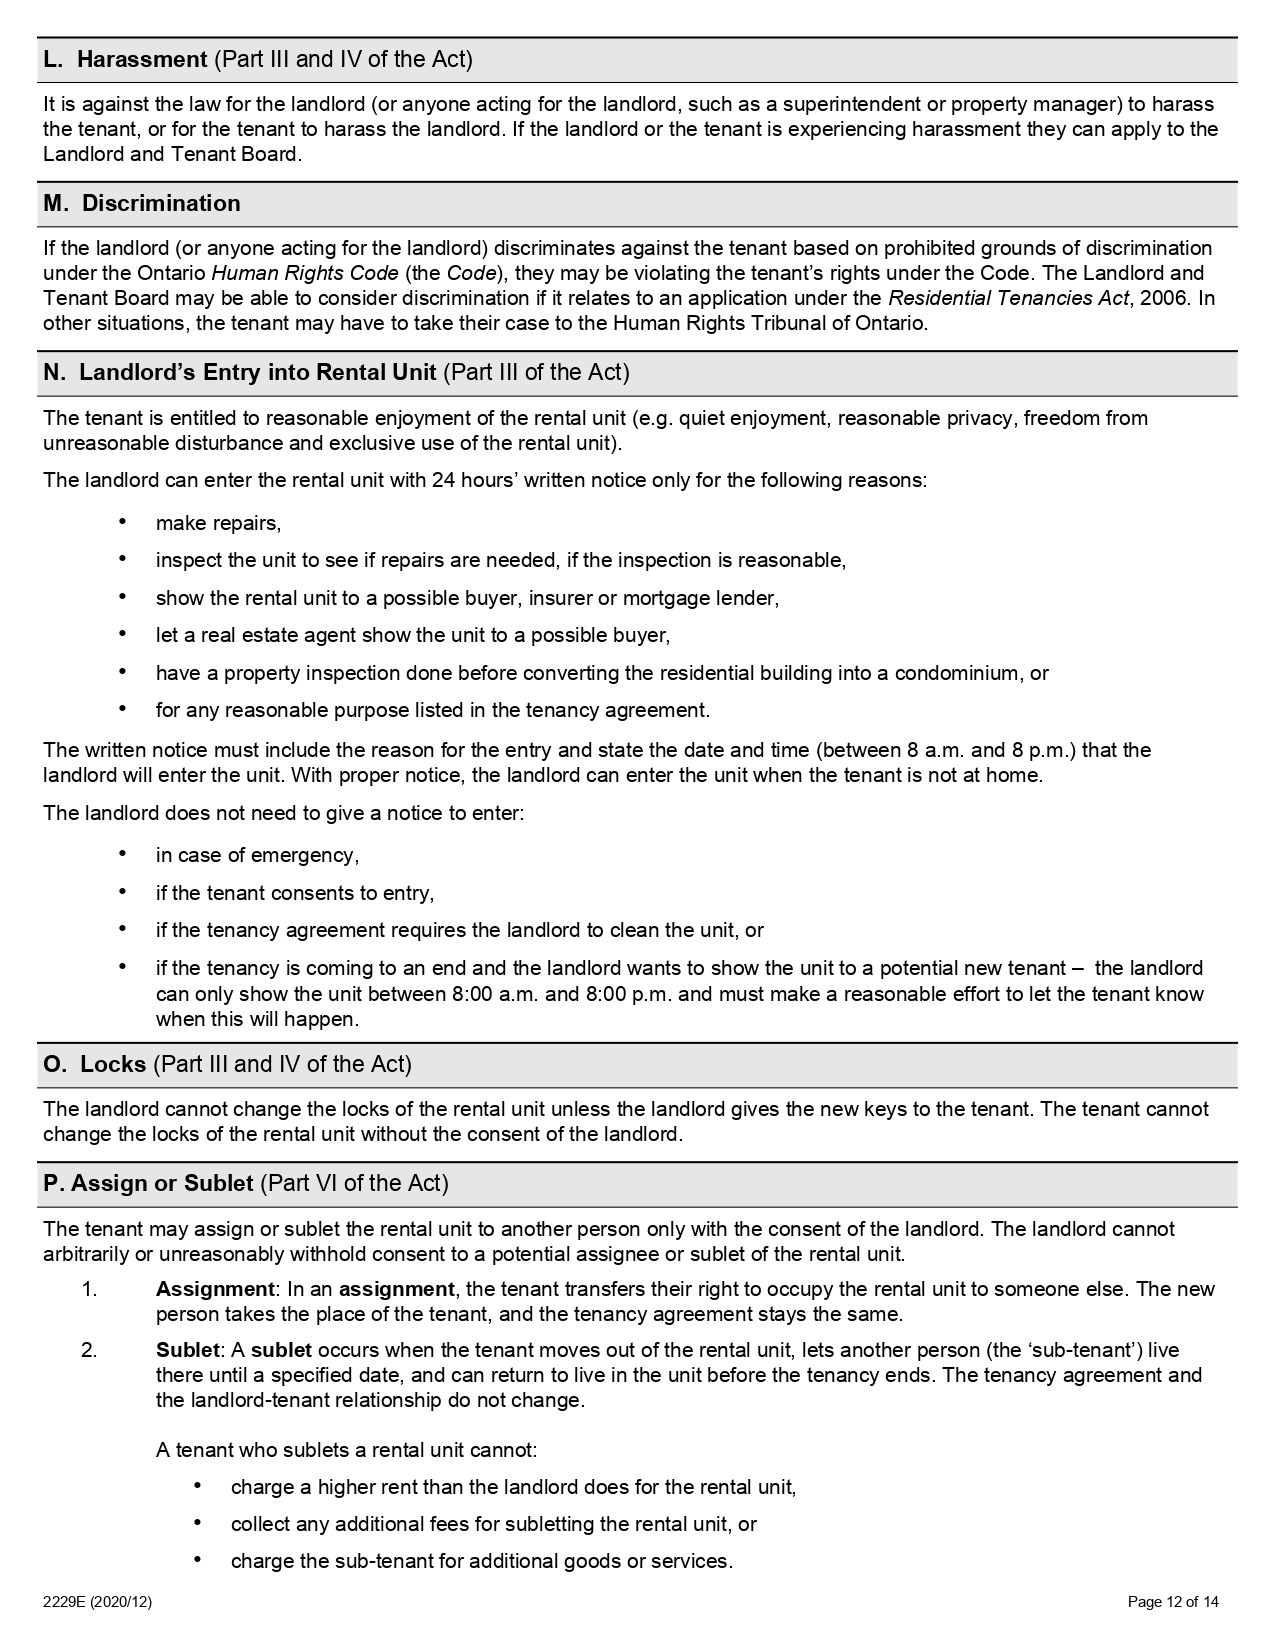 L. Harassment (Part III and IV of the Act)
It is against the law for the landlord (or anyone acting for the landlord, such as a superintendent or property manager) to harass
the tenant, or for the tenant to harass the landlord. If the landlord or the tenant is experiencing harassment they can apply to the
Landlord and Tenant Board.
M. Discrimination
If the landlord (or anyone acting for the landlord) discriminates against the tenant based on prohibited grounds of discrimination
under the Ontario Human Rights Code (the Code), they may be violating the tenant’s rights under the Code. The Landlord and
Tenant Board may be able to consider discrimination if it relates to an application under the Residential Tenancies Act, 2006. In
other situations, the tenant may have to take their case to the Human Rights Tribunal of Ontario.
N. Landlord’s Entry into Rental Unit (Part III of the Act)
The tenant is entitled to reasonable enjoyment of the rental unit (e.g. quiet enjoyment, reasonable privacy, freedom from
unreasonable disturbance and exclusive use of the rental unit).
The landlord can enter the rental unit with 24 hours’ written notice only for the following reasons:
• make repairs,
• inspect the unit to see if repairs are needed, if the inspection is reasonable,
• show the rental unit to a possible buyer, insurer or mortgage lender,
• let a real estate agent show the unit to a possible buyer,
• have a property inspection done before converting the residential building into a condominium, or
• for any reasonable purpose listed in the tenancy agreement.
The written notice must include the reason for the entry and state the date and time (between 8 a.m. and 8 p.m.) that the
landlord will enter the unit. With proper notice, the landlord can enter the unit when the tenant is not at home.
The landlord does not need to give a notice to enter:
• in case of emergency,
• if the tenant consents to entry,
• if the tenancy agreement requires the landlord to clean the unit, or
• if the tenancy is coming to an end and the landlord wants to show the unit to a potential new tenant – the landlord
can only show the unit between 8:00 a.m. and 8:00 p.m. and must make a reasonable effort to let the tenant know
when this will happen.
O. Locks (Part III and IV of the Act)
The landlord cannot change the locks of the rental unit unless the landlord gives the new keys to the tenant. The tenant cannot
change the locks of the rental unit without the consent of the landlord.
P. Assign or Sublet (Part VI of the Act)
The tenant may assign or sublet the rental unit to another person only with the consent of the landlord. The landlord cannot
arbitrarily or unreasonably withhold consent to a potential assignee or sublet of the rental unit.
1. Assignment: In an assignment, the tenant transfers their right to occupy the rental unit to someone else. The new
person takes the place of the tenant, and the tenancy agreement stays the same.
2. Sublet: A sublet occurs when the tenant moves out of the rental unit, lets another person (the ‘sub-tenant’) live
there until a specified date, and can return to live in the unit before the tenancy ends. The tenancy agreement and
the landlord-tenant relationship do not change.
A tenant who sublets a rental unit cannot:
• charge a higher rent than the landlord does for the rental unit,
• collect any additional fees for subletting the rental unit, or
• charge the sub-tenant for additional goods or services.
2229E (2020/12) Page 12 of 14